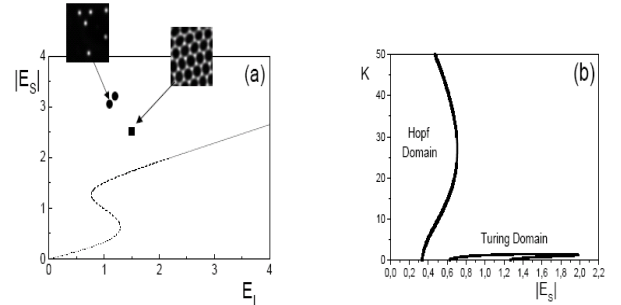 (a)
4
|E_S|
3
2
1
0
0 1 2 3 4
E_I
(b)
50
K
40
30
20
10
0
Hopf
Domain
Turing Domain
0,0 0,2 0,4 0,6 0,8 1,0 1,2 1,4 1,6 1,8 2,0 2,2
|E_S|